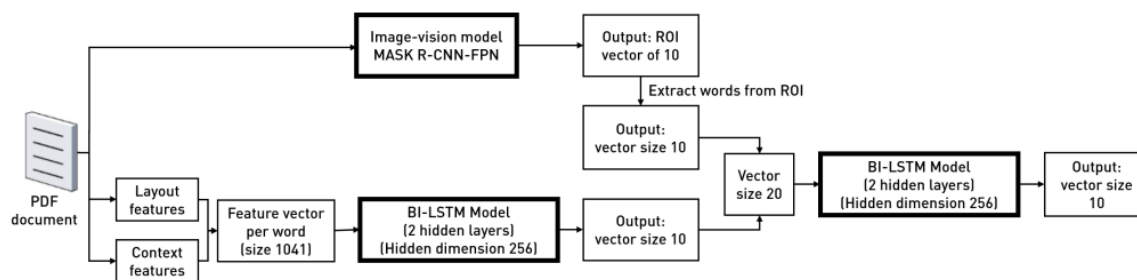 Image-vision model
MASK R-CNN-FPN
Output: ROI
vector of 10
Extract words from ROI
Output:
vector size 10
PDF
document
Layout
features
Context
features
Feature vector
per word
(size 1041)
BI-LSTM Model
(2 hidden layers)
(Hidden dimension 256)
Output:
vector size 10
Vector
size 20
BI-LSTM Model
(2 hidden layers)
(Hidden dimension 256)
Output:
vector size
10